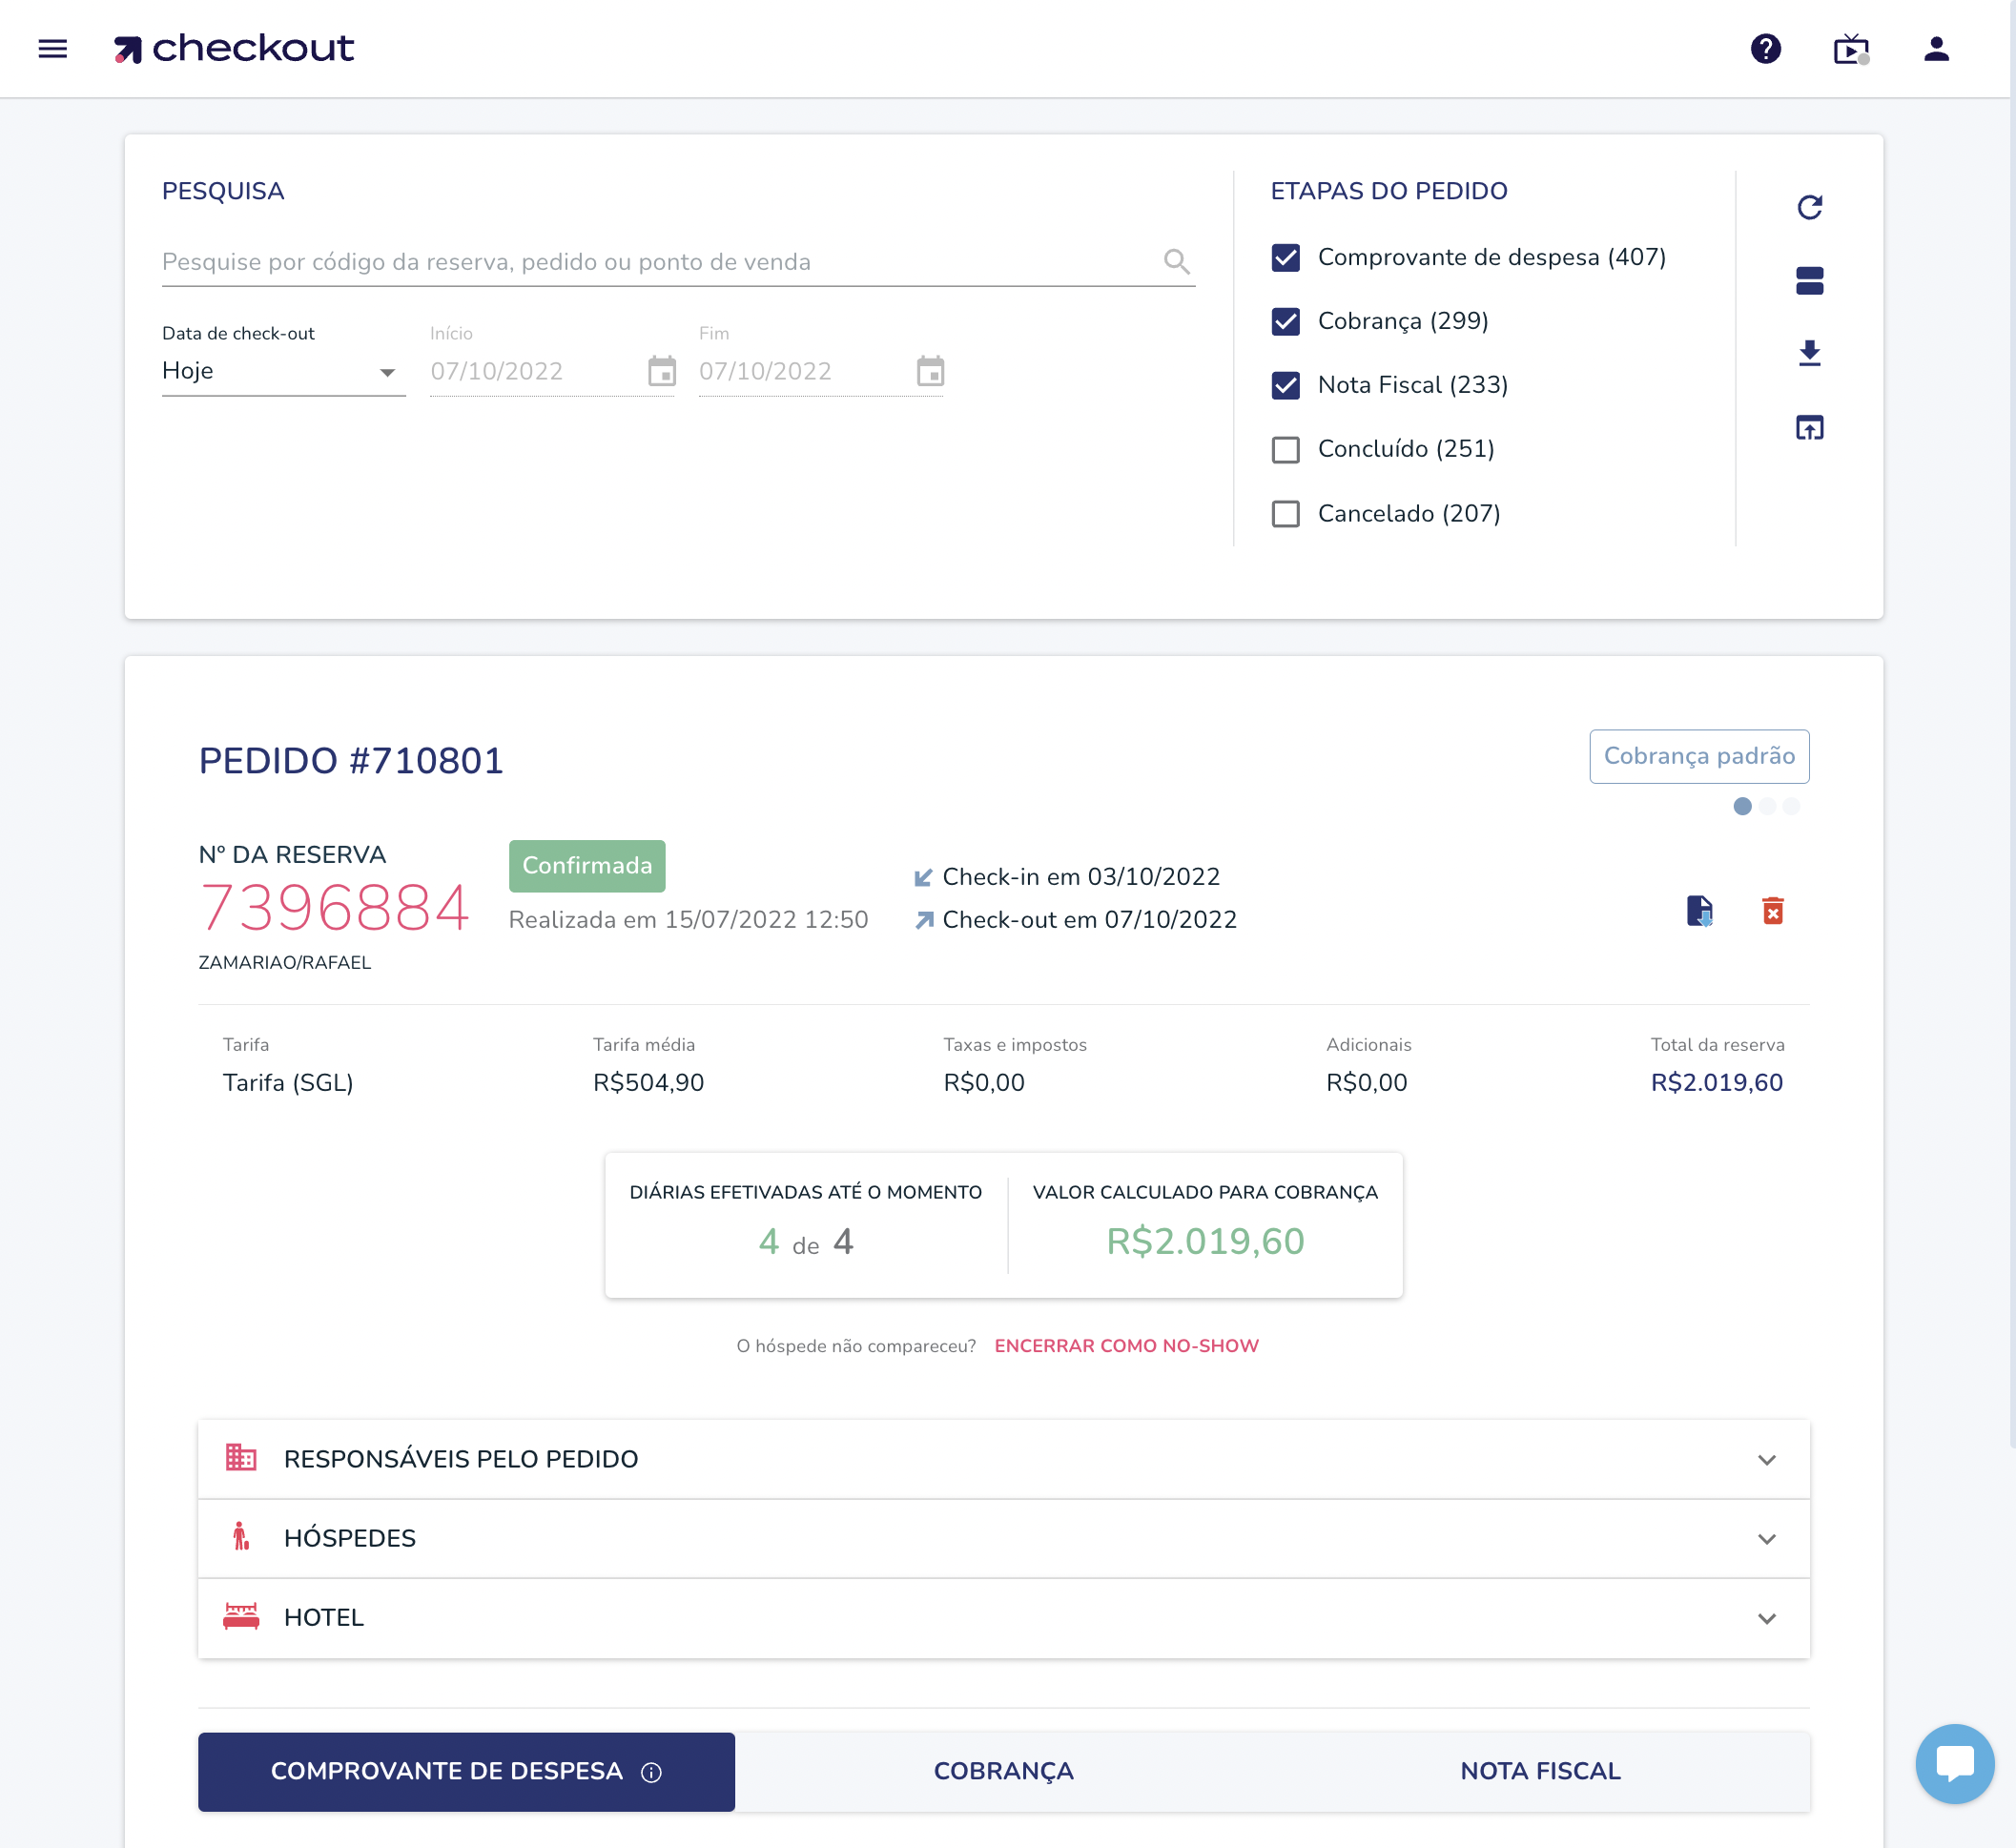 checkout
PESQUISA
Pesquise por código da reserva, pedido ou ponto de venda
Data de check-out
Hoje
Início
07/10/2022
Fim
07/10/2022
ETAPAS DO PEDIDO
Comprovante de despesa (407)
Cobrança (299)
Nota Fiscal (233)
Concluído (251)
Cancelado (207)
PEDIDO #710801
Cobrança padrão
Nº DA RESERVA
7396884
ZAMARIAO/RAFAEL
Confirmada
Realizada em 15/07/2022 12:50
Check-in em 03/10/2022
Check-out em 07/10/2022
Tarifa
Tarifa (SGL)
Tarifa média
R$504,90
Taxas e impostos
R$0,00
Adicionais
R$0,00
Total da reserva
R$2.019,60
DIÁRIAS EFETIVADAS ATÉ O MOMENTO
4 de 4
VALOR CALCULADO PARA COBRANÇA
R$2.019,60
O hóspede não compareceu? ENCERRAR COMO NO-SHOW
RESPONSÁVEIS PELO PEDIDO
HÓSPEDES
HOTEL
COMPROVANTE DE DESPESA
COBRANÇA
NOTA FISCAL